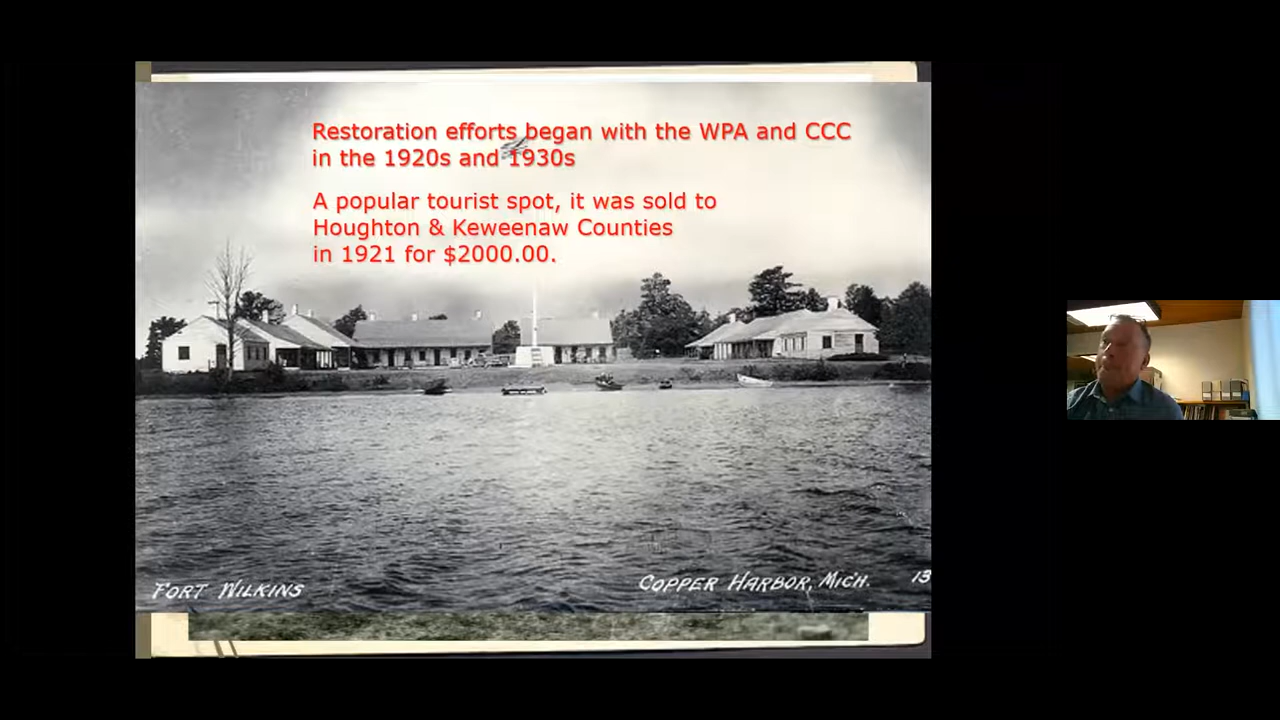 Restoration efforts began with the WPA and CCC
in the 1920s and 1930s
A popular tourist spot, it was sold to
Houghton & Keweenaw Counties
in 1921 for $2000.00.
FORT WILKINS
COPPER HARBOR, MICH.
13